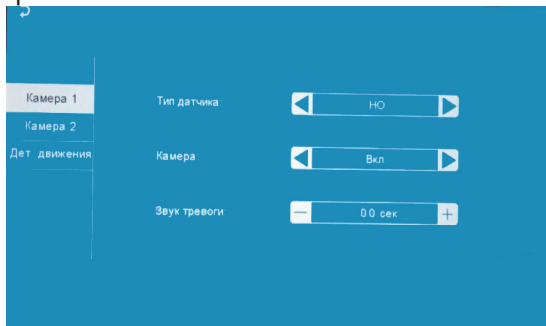 Камера 1
Камера 2
Дет движения
Тип датчика
НО
Камера
Вкл
Звук тревоги
00 сек